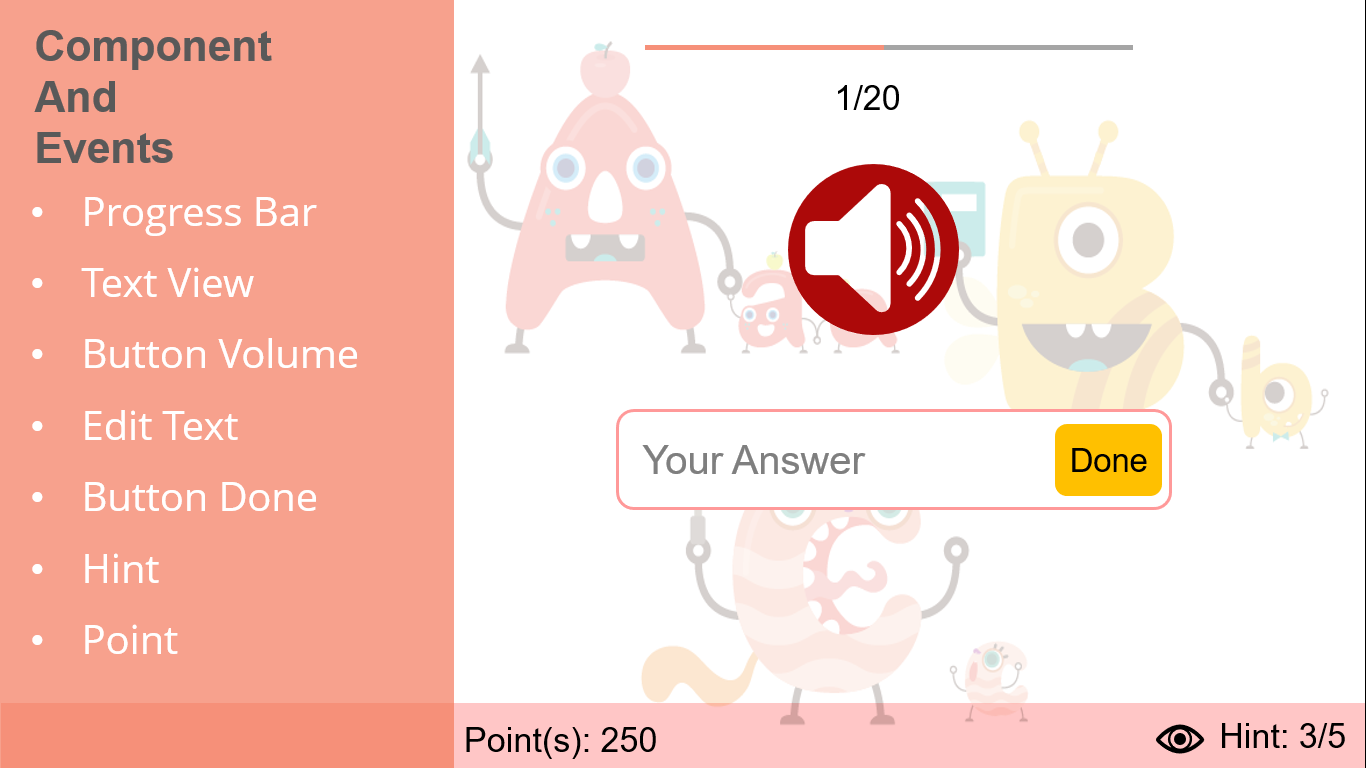 Component
And
Events
• Progress Bar
• Text View
• Button Volume
• Edit Text
• Button Done
• Hint
• Point
1/20
Your Answer
Done
Point(s): 250
Hint: 3/5